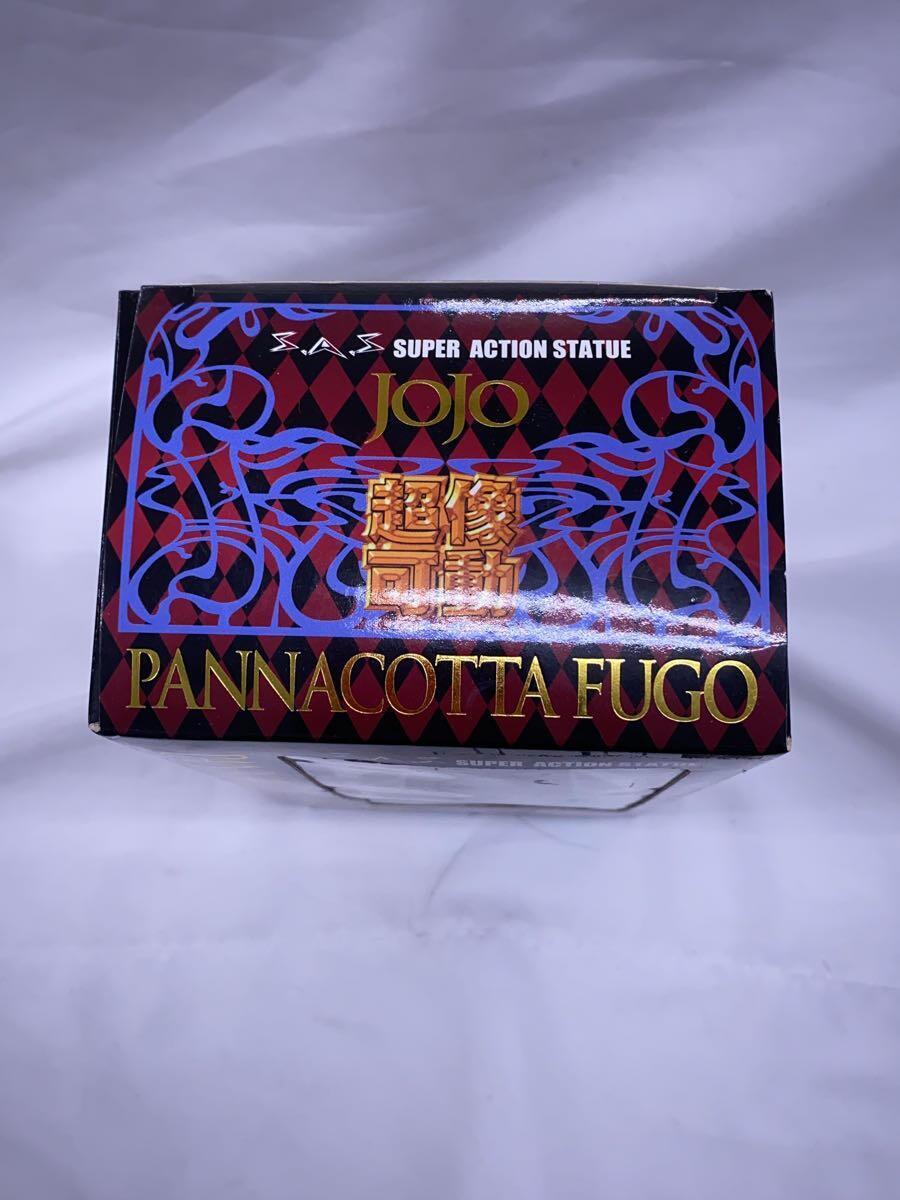 S.A.S SUPER ACTION STATUE
JOJO
超像
可動
PANNACOTTA FUGO
SUPER ACTION STATUE